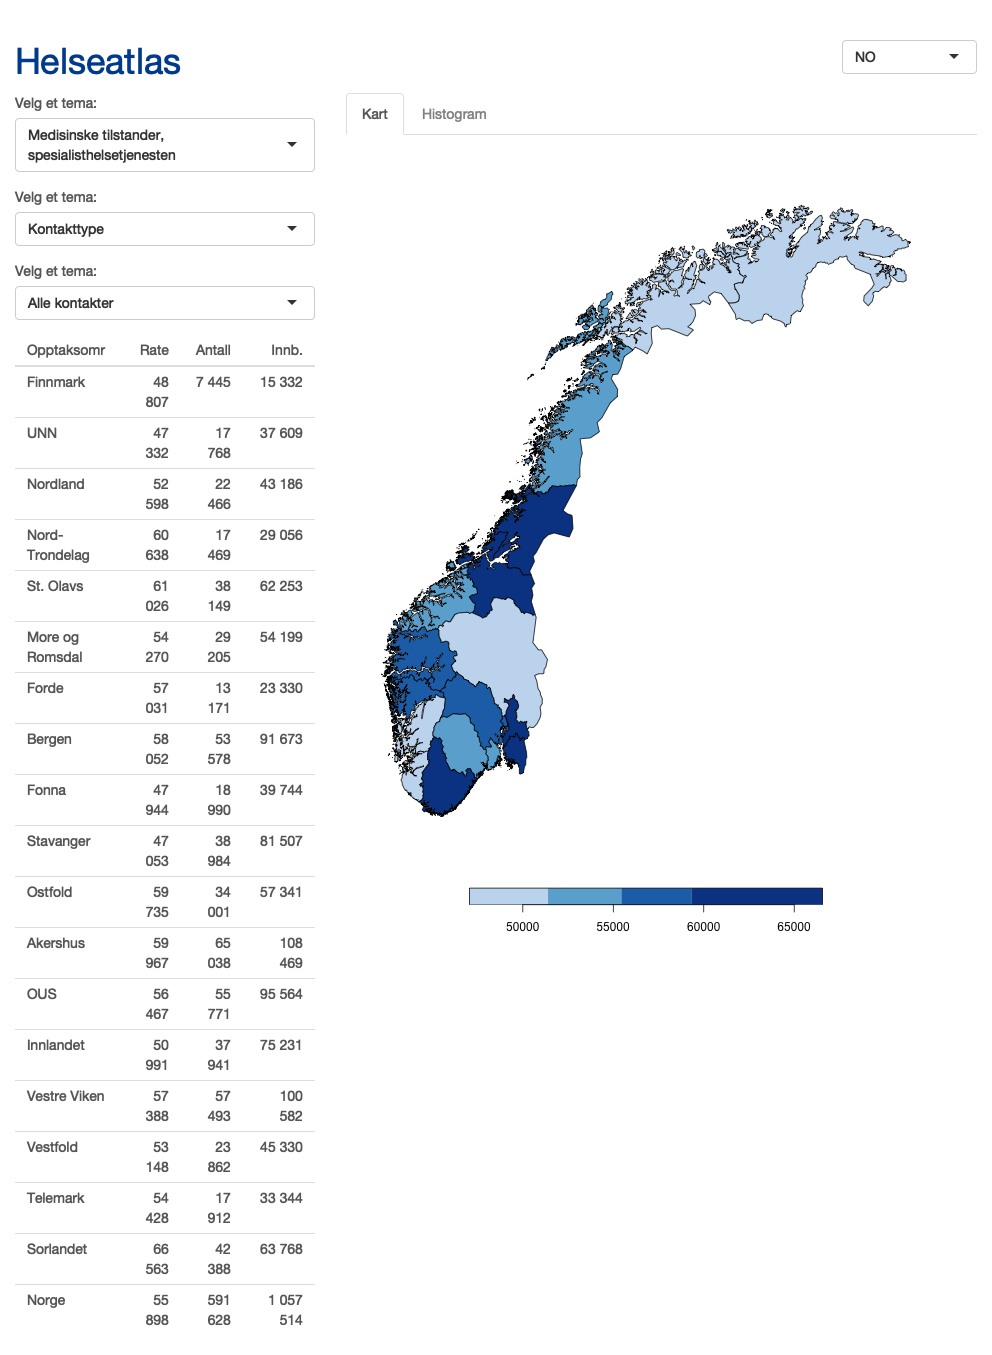 Helseatlas
NO
Velg et tema:
Medisinske tilstander,
spesialisthelsetjenesten
Velg et tema:
Kontakttype
Velg et tema:
Alle kontakter
Kart Histogram
Opptaksomr Rate Antall Innb.
Finnmark 48 7 445 15 332
807
UNN 47 17 37 609
332 768
Nordland 52 22 43 186
598 466
Nord- 60 17 29 056
Trondelag 638 469
St. Olavs 61 38 62 253
026 149
More og 54 29 54 199
Romsdal 270 205
Forde 57 13 23 330
031 171
Bergen 58 53 91 673
052 578
Fonna 47 18 39 744
944 990
Stavanger 47 38 81 507
053 984
Ostfold 59 34 57 341
735 001
Akershus 59 65 108
967 038 469
OUS 56 55 95 564
467 771
Innlandet 50 37 75 231
991 941
Vestre Viken 57 57 100
388 493 582
Vestfold 53 23 45 330
148 862
Telemark 54 17 33 344
428 912
Sorlandet 66 42 63 768
563 388
Norge 55 591 1 057
898 628 514
50000 55000 60000 65000